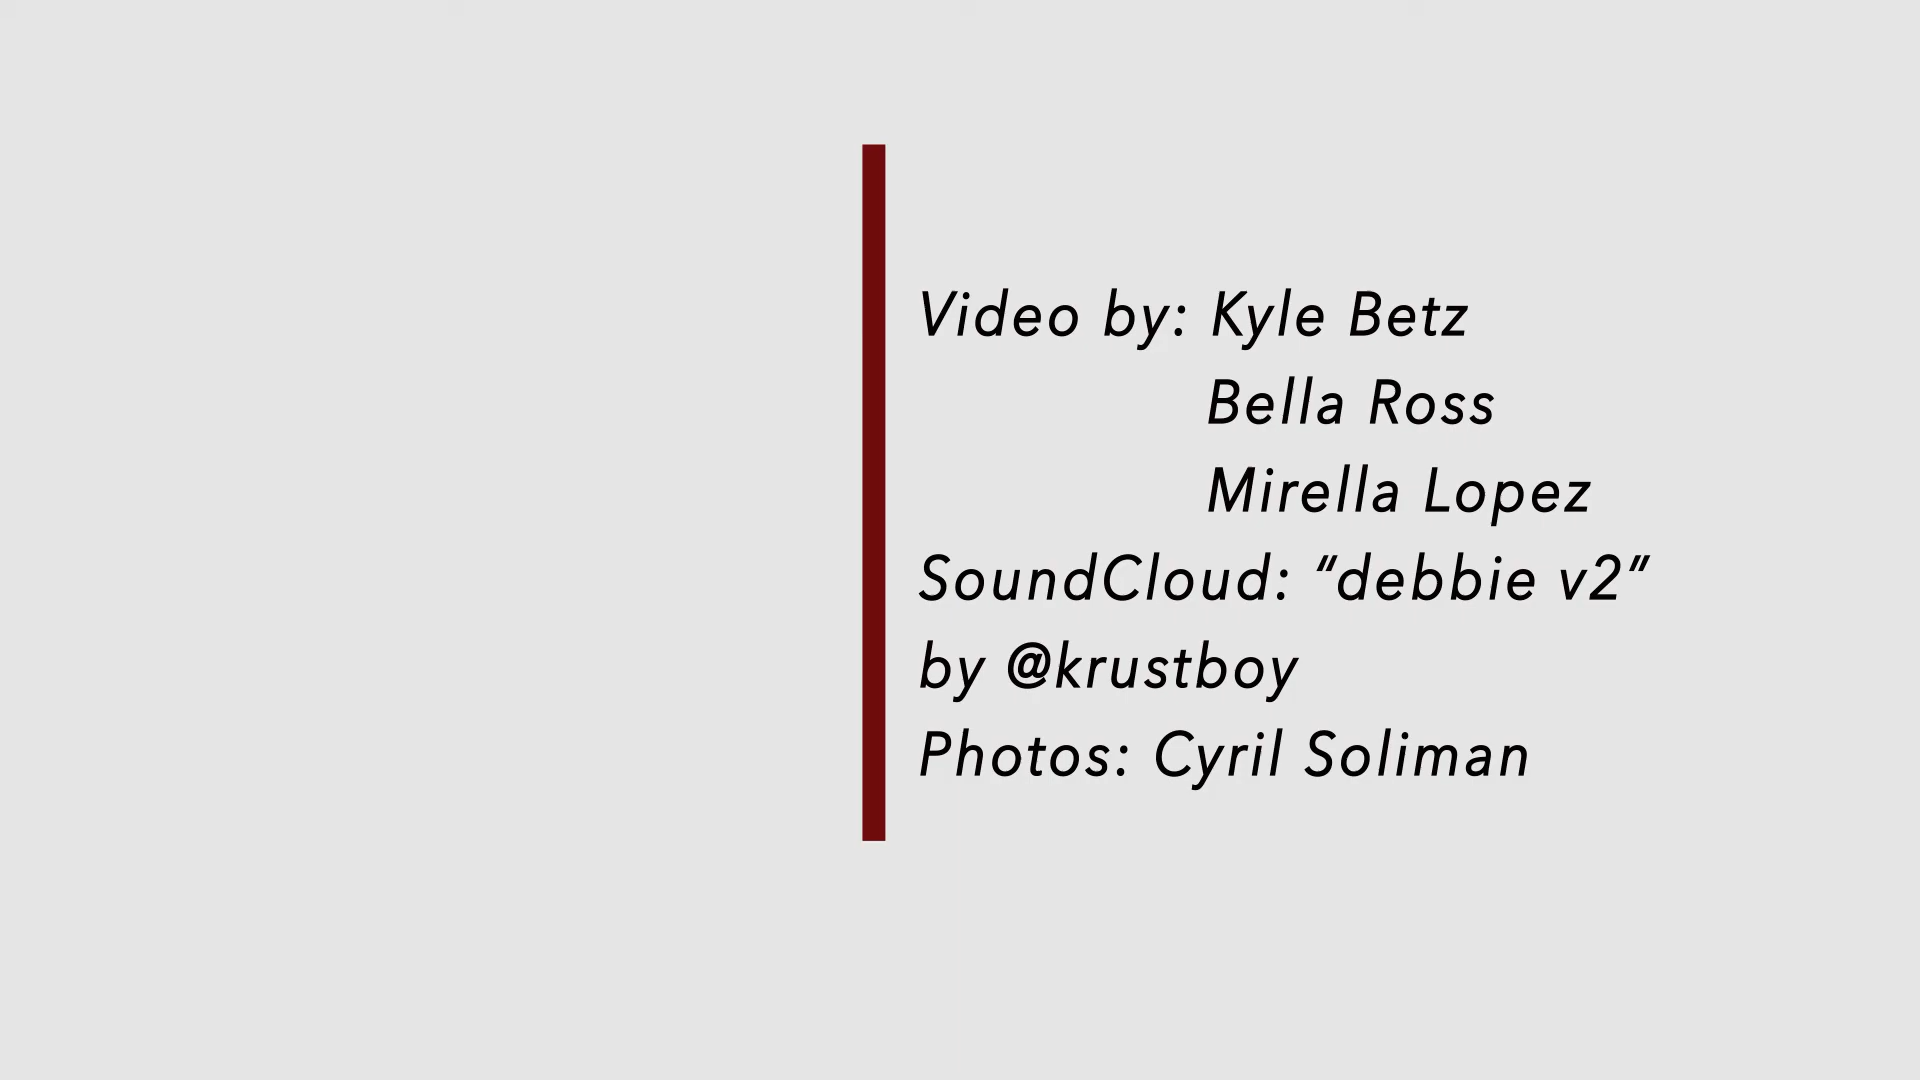 Video by: Kyle Betz
Bella Ross
Mirella Lopez
SoundCloud: “debbie v2”
by @krustboy
Photos: Cyril Soliman